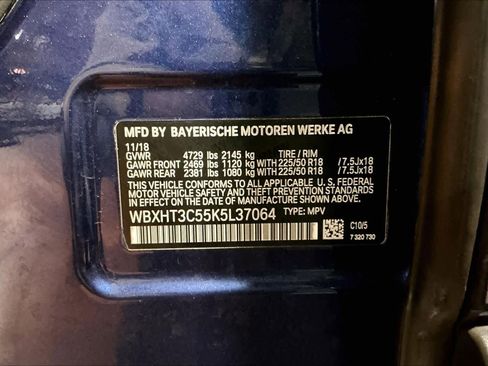 MFD BY BAYERISCHE MOTOREN WERKE AG
11/18
GVWR 4729 lbs 2145 kg TIRE / RIM
GAWR FRONT 2469 lbs 1120 kg WITH 225/50 R18 /7.5Jx18
GAWR REAR 2381 lbs 1080 kg WITH 225/50 R18 /7.5Jx18
THIS VEHICLE CONFORMS TO ALL APPLICABLE U. S. FEDERAL
MOTOR VEHICLE SAFETY, BUMPER, AND THEFT PREVENTION STANDARDS
IN EFFECT ON THE DATE OF MANUFACTURE SHOWN ABOVE.
WBXHT3C55K5L37064 TYPE: MPV
C10/5
7 320 730